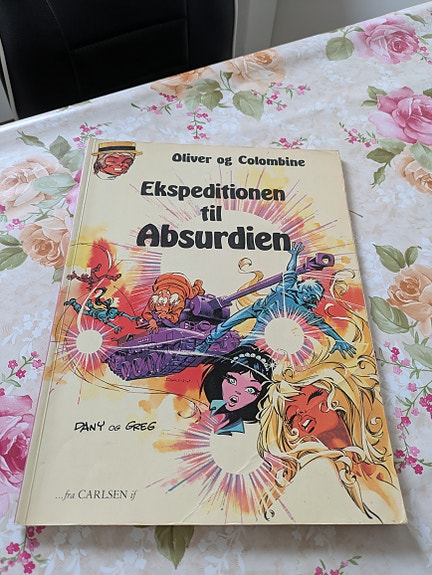 Oliver og Colombine
Ekspeditionen
til
Absurdien
DANY OG GREG
...fra CARLSEN if